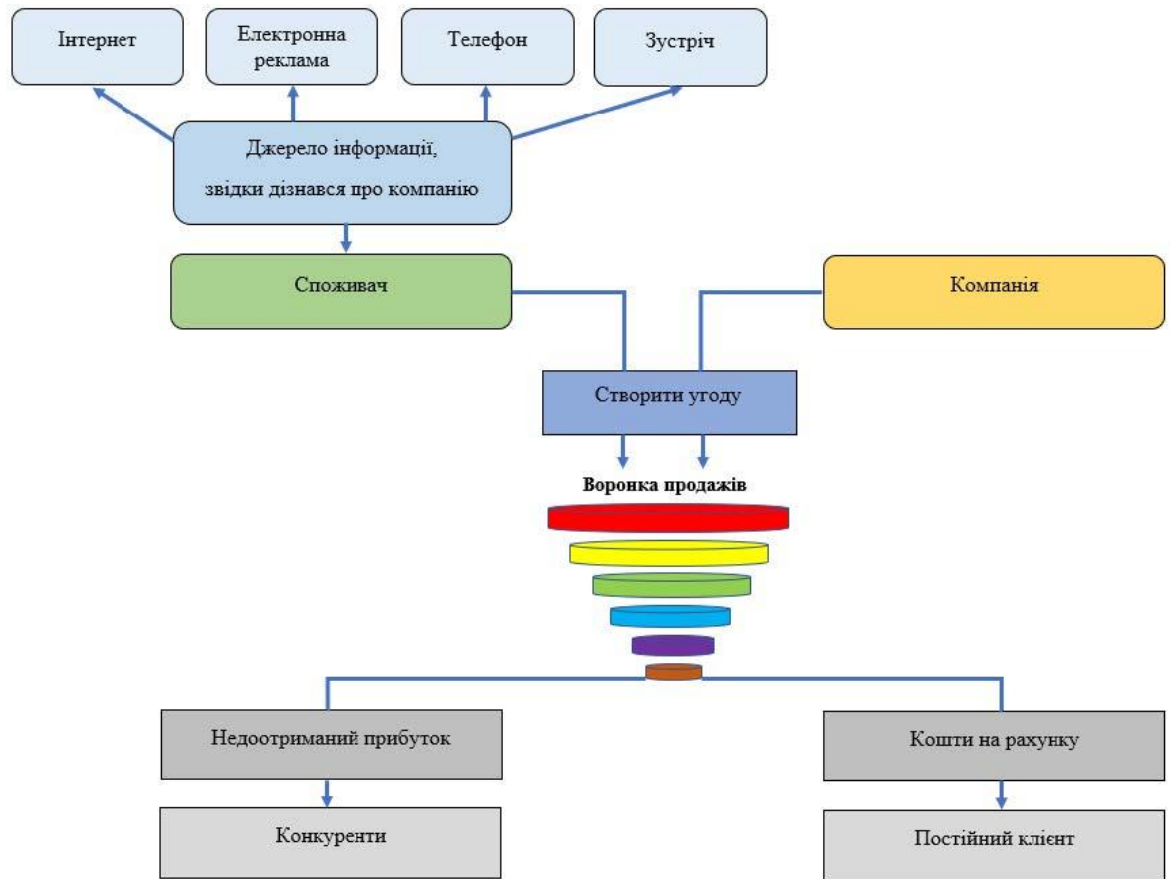 Інтернет
Електронна
реклама
Телефон
Зустріч
Джерело інформації,
звідки дізнався про компанію
Споживач
Компанія
Створити угоду
Воронка продажів
Недоотриманий прибуток
Кошти на рахунку
Конкуренти
Постійний клієнт